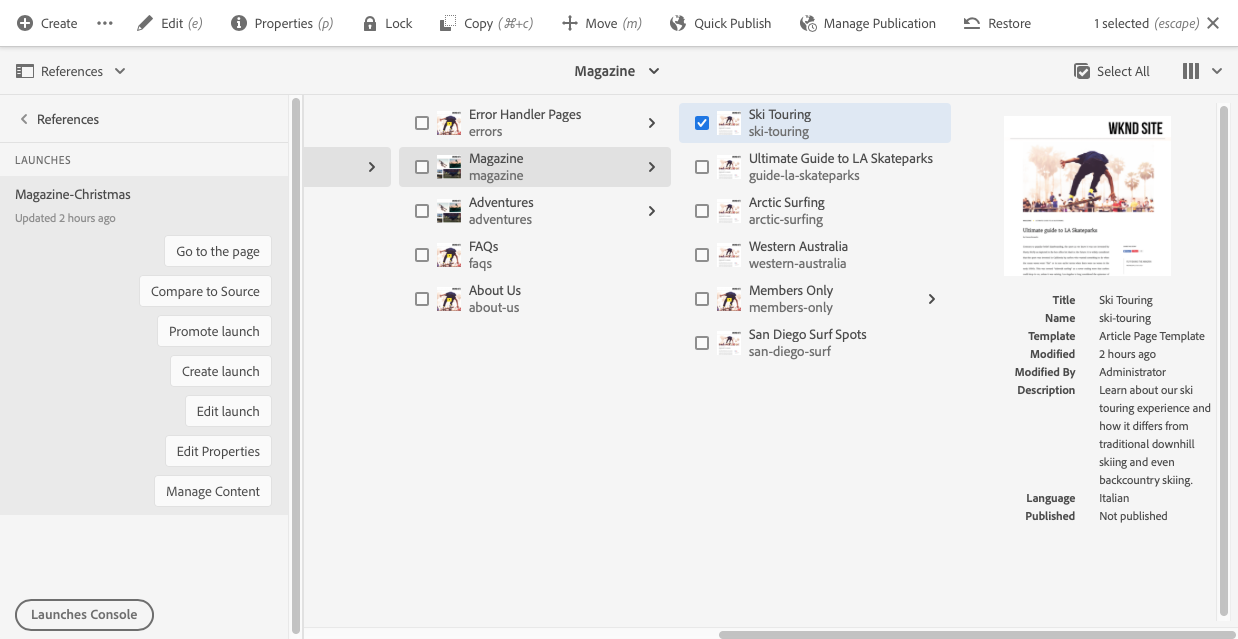 Create ••• Edit (e) Properties (p) Lock Copy (⌘+c) Move (m) Quick Publish Manage Publication Restore 1 selected (escape)
References Magazine Select All
References
LAUNCHES
Magazine-Christmas
Updated 2 hours ago
Go to the page
Compare to Source
Promote launch
Create launch
Edit launch
Edit Properties
Manage Content
Launches Console
Error Handler Pages
errors
Magazine
magazine
Adventures
adventures
FAQs
faqs
About Us
about-us
Ski Touring
ski-touring
Ultimate Guide to LA Skateparks
guide-la-skateparks
Arctic Surfing
arctic-surfing
Western Australia
western-australia
Members Only
members-only
San Diego Surf Spots
san-diego-surf
WKND SITE
Ultimate guide to LA Skateparks
Title Ski Touring
Name ski-touring
Template Article Page Template
Modified 2 hours ago
Modified By Administrator
Description Learn about our ski
touring experience and
how it differs from
traditional downhill
skiing and even
backcountry skiing.
Language Italian
Published Not published